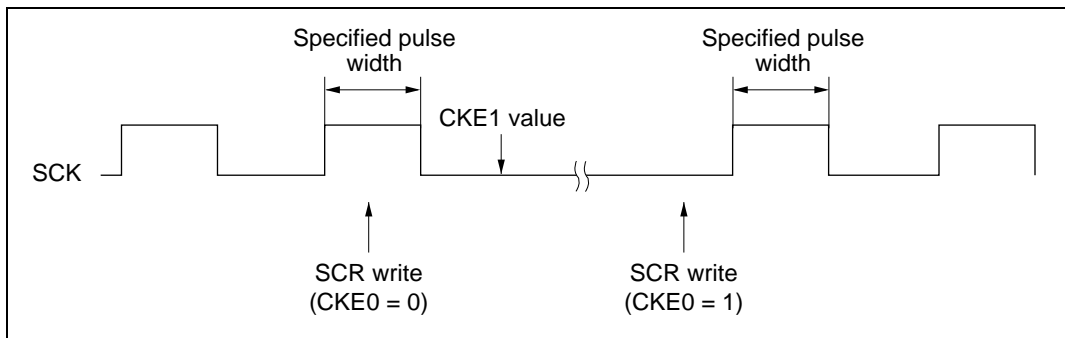 Specified pulse
width
Specified pulse
width
CKE1 value
SCK
SCR write
(CKE0 = 0)
SCR write
(CKE0 = 1)